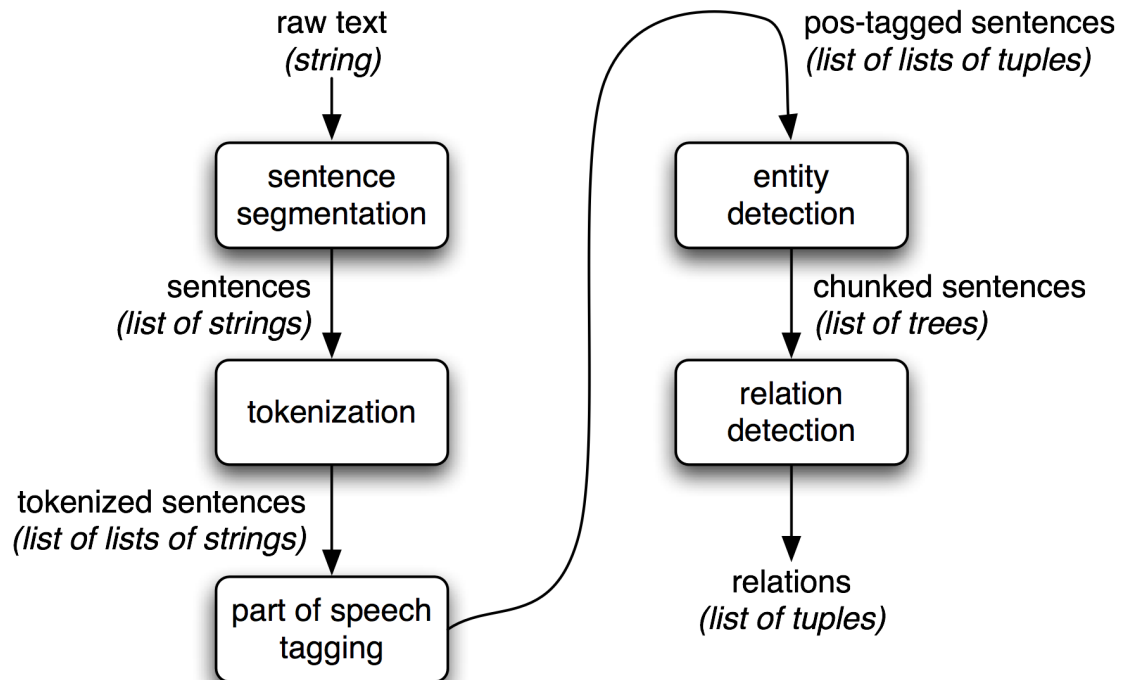 raw text
(string)
sentence
segmentation
sentences
(list of strings)
tokenization
tokenized sentences
(list of lists of strings)
part of speech
tagging
pos-tagged sentences
(list of lists of tuples)
entity
detection
chunked sentences
(list of trees)
relation
detection
relations
(list of tuples)